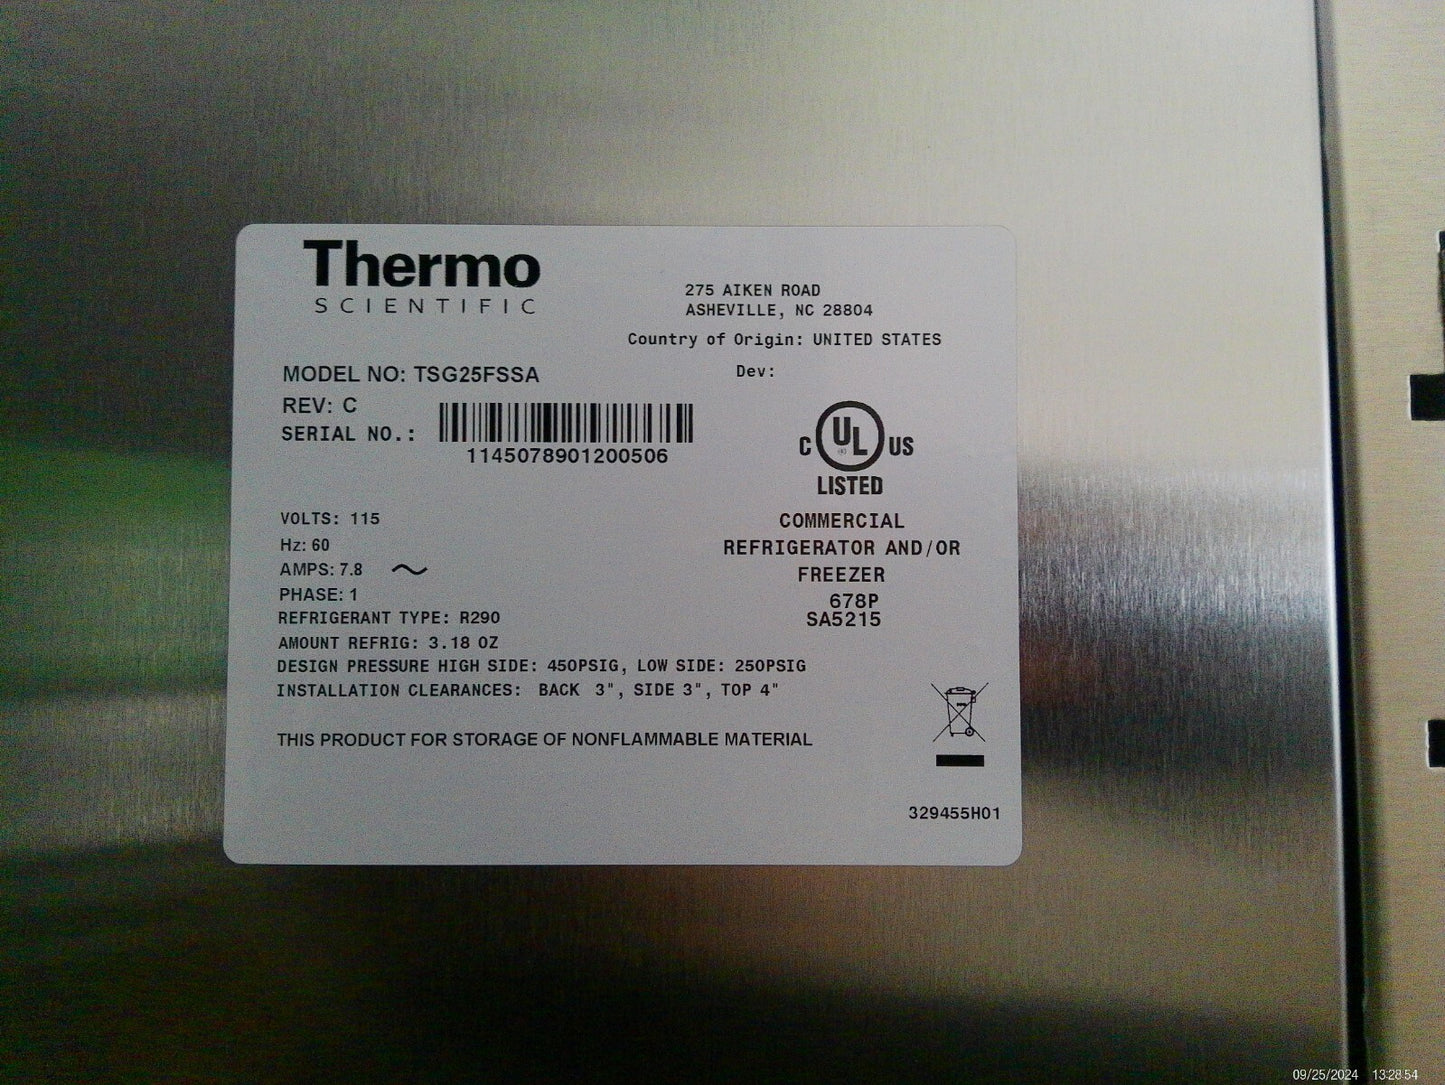 Thermo
SCIENTIFIC
275 AIKEN ROAD
ASHEVILLE, NC 28804
Country of Origin: UNITED STATES
MODEL NO: TSG25FSSA
Dev:
REV: C
SERIAL NO.:
1145078901200506
C UL US
LISTED
VOLTS: 115
Hz: 60
AMPS: 7.8
PHASE: 1
REFRIGERANT TYPE: R290
AMOUNT REFRIG: 3.18 OZ
DESIGN PRESSURE HIGH SIDE: 450PSIG, LOW SIDE: 250PSIG
INSTALLATION CLEARANCES: BACK 3", SIDE 3", TOP 4"
COMMERCIAL
REFRIGERATOR AND/OR
FREEZER
678P
SA5215
THIS PRODUCT FOR STORAGE OF NONFLAMMABLE MATERIAL
329455H01
09/25/2024 13:28:54